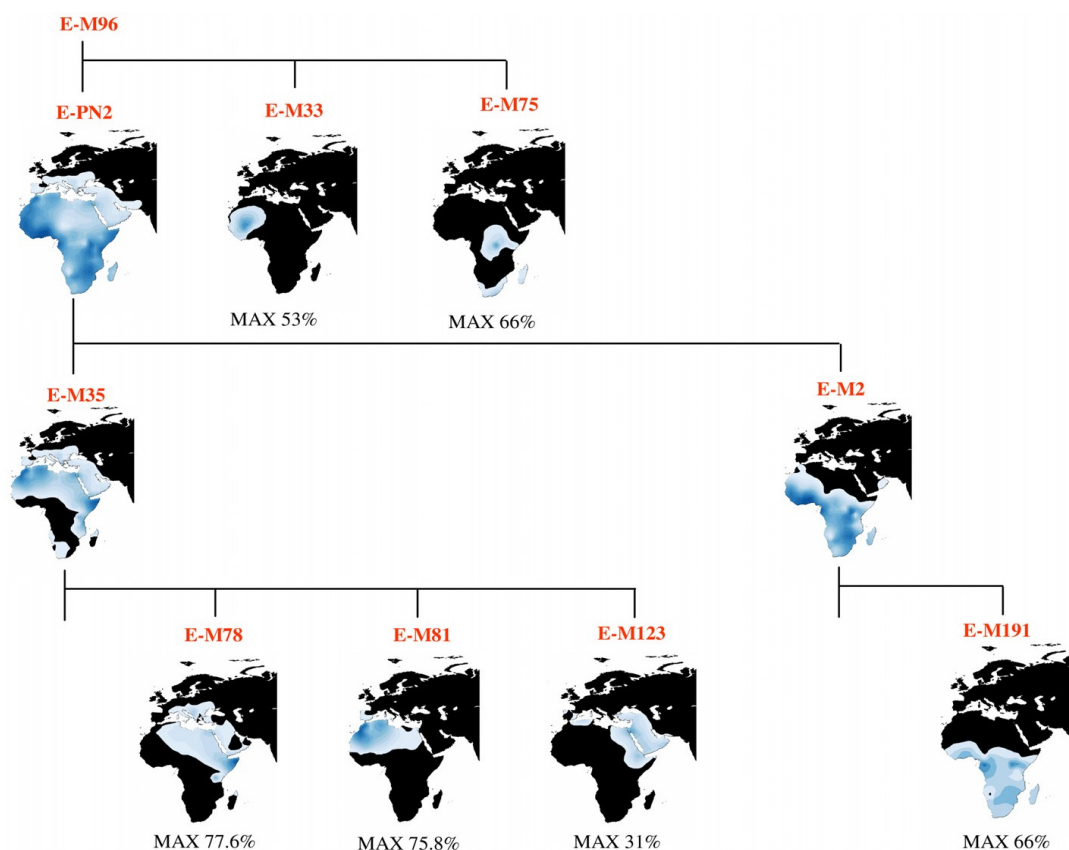 E-M96
E-PN2
E-M33
E-M75
MAX 53%
MAX 66%
E-M35
E-M2
E-M78
E-M81
E-M123
E-M191
MAX 77.6%
MAX 75.8%
MAX 31%
MAX 66%